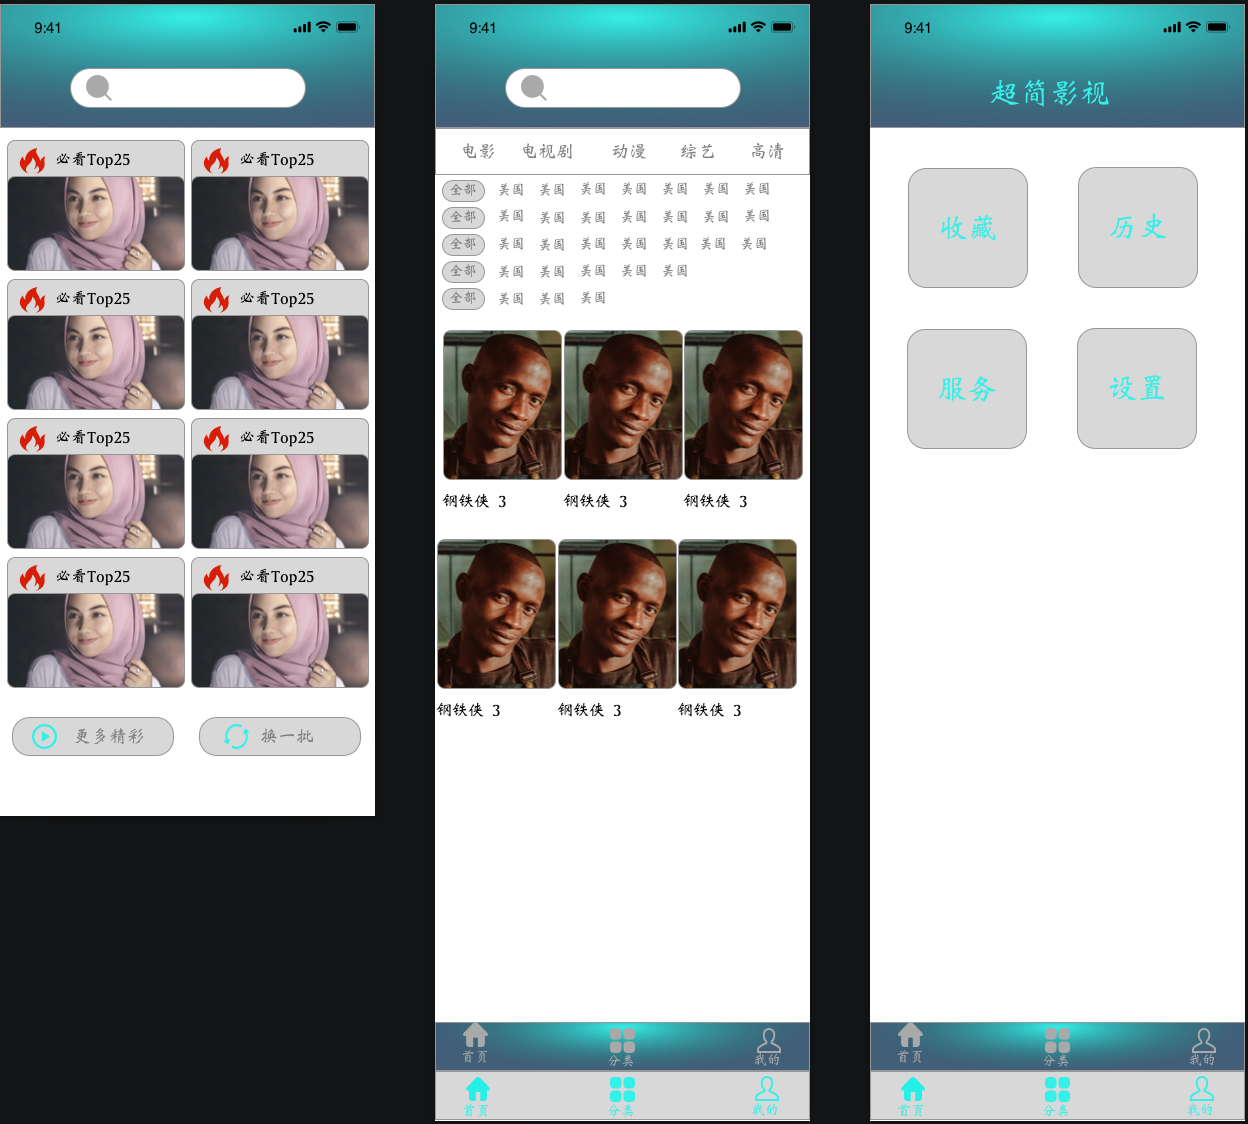 9:41
必看Top25 必看Top25
必看Top25 必看Top25
必看Top25 必看Top25
必看Top25 必看Top25
更多精彩 换一批
9:41
电影 电视剧 动漫 综艺 高清
全部 美国 美国 美国 美国 美国 美国 美国
全部 美国 美国 美国 美国 美国 美国 美国
全部 美国 美国 美国 美国 美国 美国 美国
全部 美国 美国 美国 美国 美国
全部 美国 美国 美国
钢铁侠 3 钢铁侠 3 钢铁侠 3
钢铁侠 3 钢铁侠 3 钢铁侠 3
首页 分类 我的
首页 分类 我的
9:41
超简影视
收藏 历史
服务 设置
首页 分类 我的
首页 分类 我的